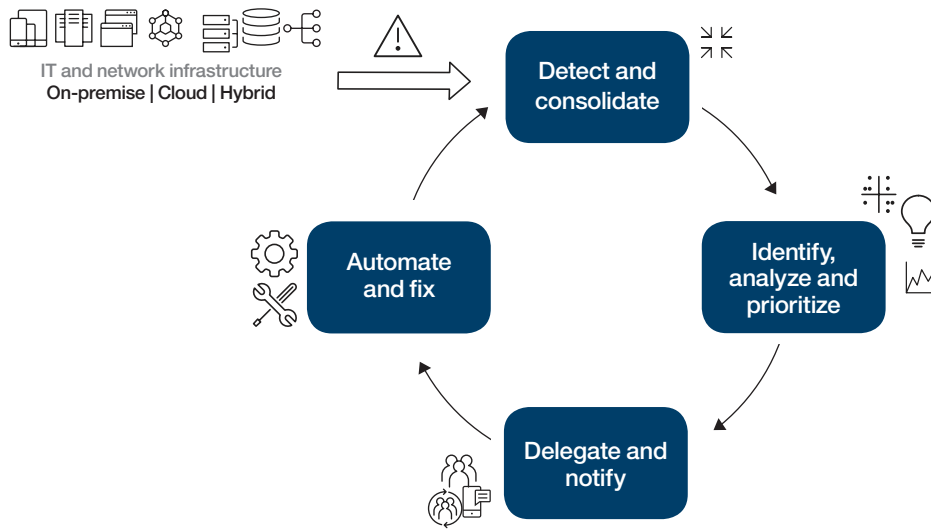 IT and network infrastructure
On-premise | Cloud | Hybrid
Detect and
consolidate
Identify,
analyze and
prioritize
Delegate and
notify
Automate
and fix